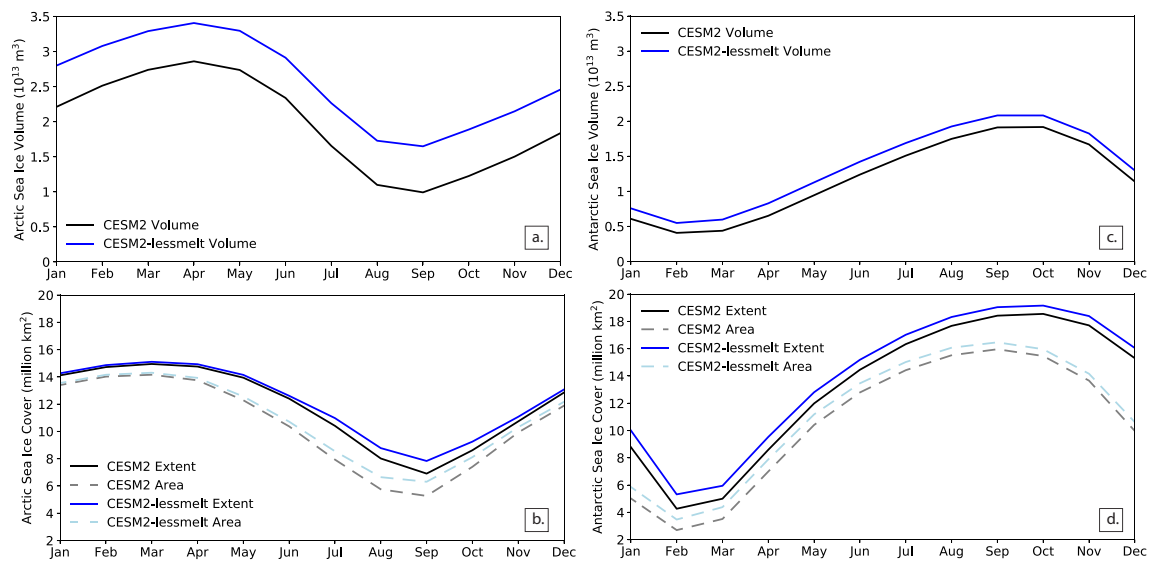 Arctic Sea Ice Volume (10¹³ m³)
3.5
3
2.5
2
1.5
1
0.5
0
CESM2 Volume
CESM2-lessmelt Volume
a.
Jan Feb Mar Apr May Jun Jul Aug Sep Oct Nov Dec
Antarctic Sea Ice Volume (10¹³ m³)
3.5
3
2.5
2
1.5
1
0.5
0
CESM2 Volume
CESM2-lessmelt Volume
c.
Jan Feb Mar Apr May Jun Jul Aug Sep Oct Nov Dec
Arctic Sea Ice Cover (million km²)
20
18
16
14
12
10
8
6
4
2
CESM2 Extent
CESM2 Area
CESM2-lessmelt Extent
CESM2-lessmelt Area
b.
Jan Feb Mar Apr May Jun Jul Aug Sep Oct Nov Dec
Antarctic Sea Ice Cover (million km²)
20
18
16
14
12
10
8
6
4
2
CESM2 Extent
CESM2 Area
CESM2-lessmelt Extent
CESM2-lessmelt Area
d.
Jan Feb Mar Apr May Jun Jul Aug Sep Oct Nov Dec